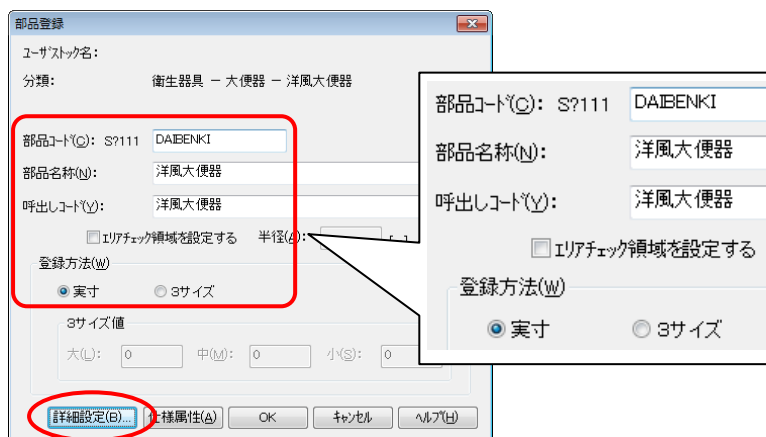 部品登録
ユーザストック名:
分類: 衛生器具 － 大便器 － 洋風大便器
部品コード(C): S?111 DAIBENKI
部品名称(N): 洋風大便器
呼出しコード(Y): 洋風大便器
エリアチェック領域を設定する 半径(A):
登録方法(W)
実寸 3サイズ
3サイズ値
大(L): 0 中(M): 0 小(S): 0
詳細設定(B)... 仕様属性(A) OK キャンセル ヘルプ(H)
部品コード(C): S?111 DAIBENKI
部品名称(N): 洋風大便器
呼出しコード(Y): 洋風大便器
エリアチェック領域を設定する
登録方法(W)
実寸 3サイズ